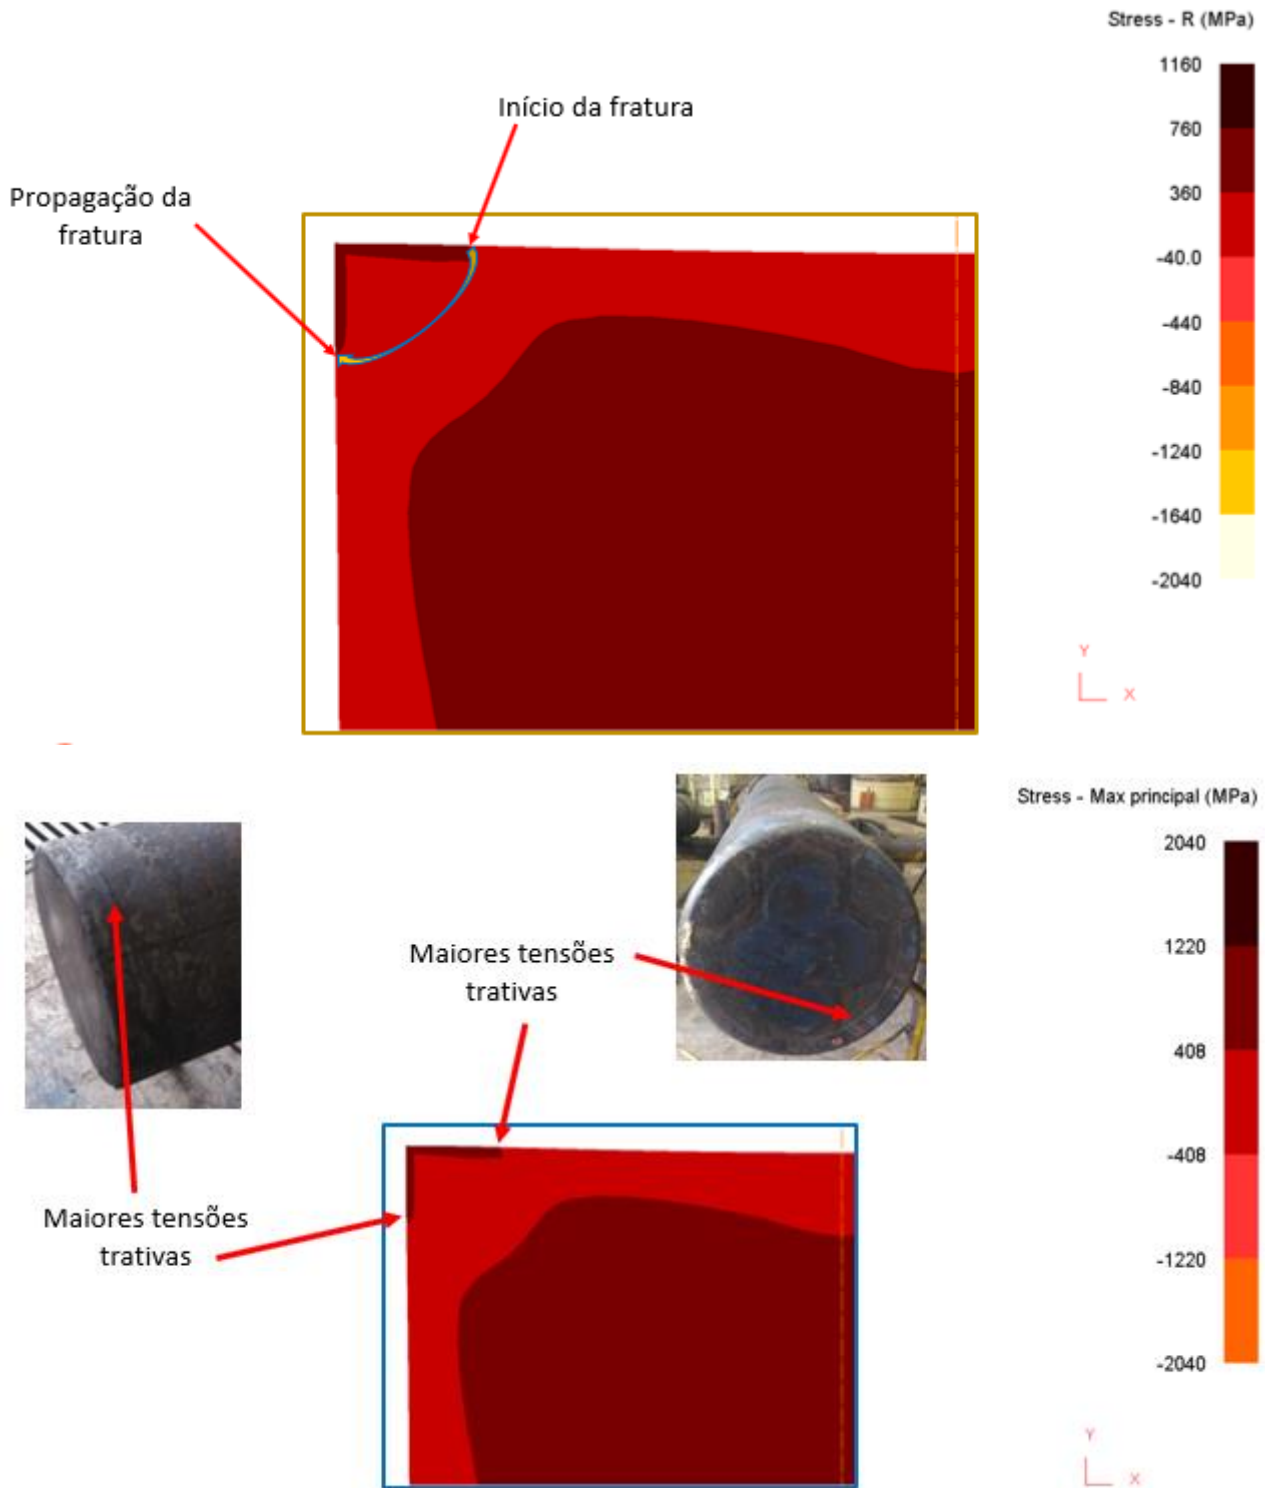 Stress - R (MPa)
1160
760
360
-40.0
-440
-840
-1240
-1640
-2040
Y
X
Início da fratura
Propagação da
fratura
Stress - Max principal (MPa)
2040
1220
408
-408
-1220
-2040
Y
X
Maiores tensões
trativas
Maiores tensões
trativas